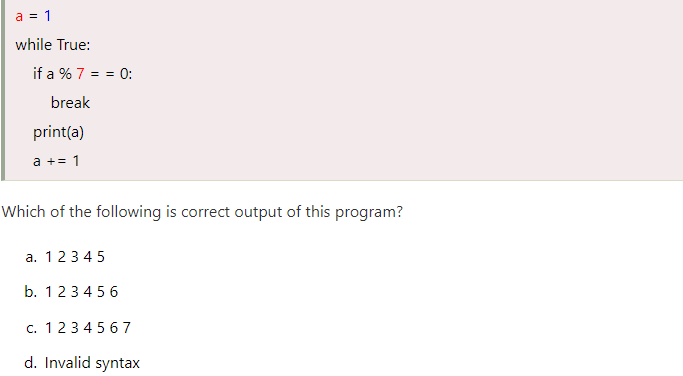 a = 1
while True:
if a % 7 = = 0:
break
print(a)
a += 1
Which of the following is correct output of this program?
a. 1 2 3 4 5
b. 1 2 3 4 5 6
c. 1 2 3 4 5 6 7
d. Invalid syntax